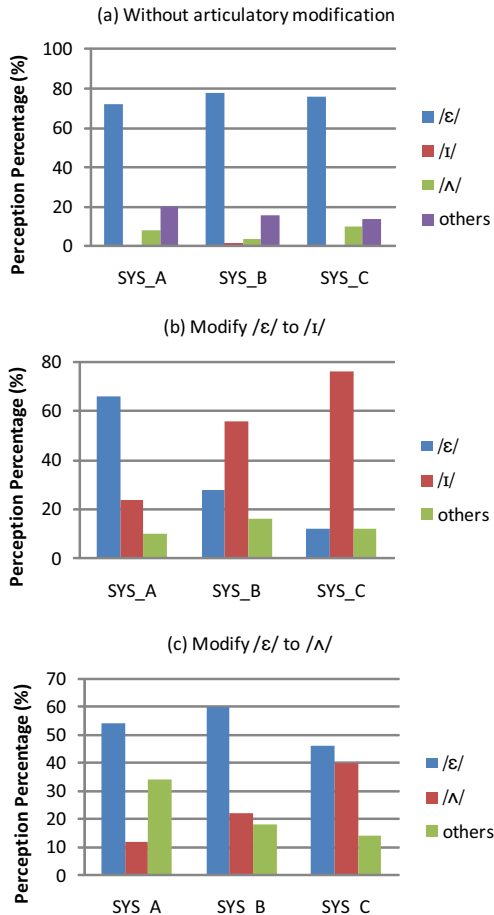 (a) Without articulatory modification
Perception Percentage (%)
100
80
60
40
20
0
SYS_A SYS_B SYS_C
/ɛ/
/ɪ/
/ʌ/
others
(b) Modify /ɛ/ to /ɪ/
Perception Percentage (%)
80
60
40
20
0
SYS_A SYS_B SYS_C
/ɛ/
/ɪ/
others
(c) Modify /ɛ/ to /ʌ/
Perception Percentage (%)
70
60
50
40
30
20
10
0
SYS_A SYS_B SYS_C
/ɛ/
/ʌ/
others